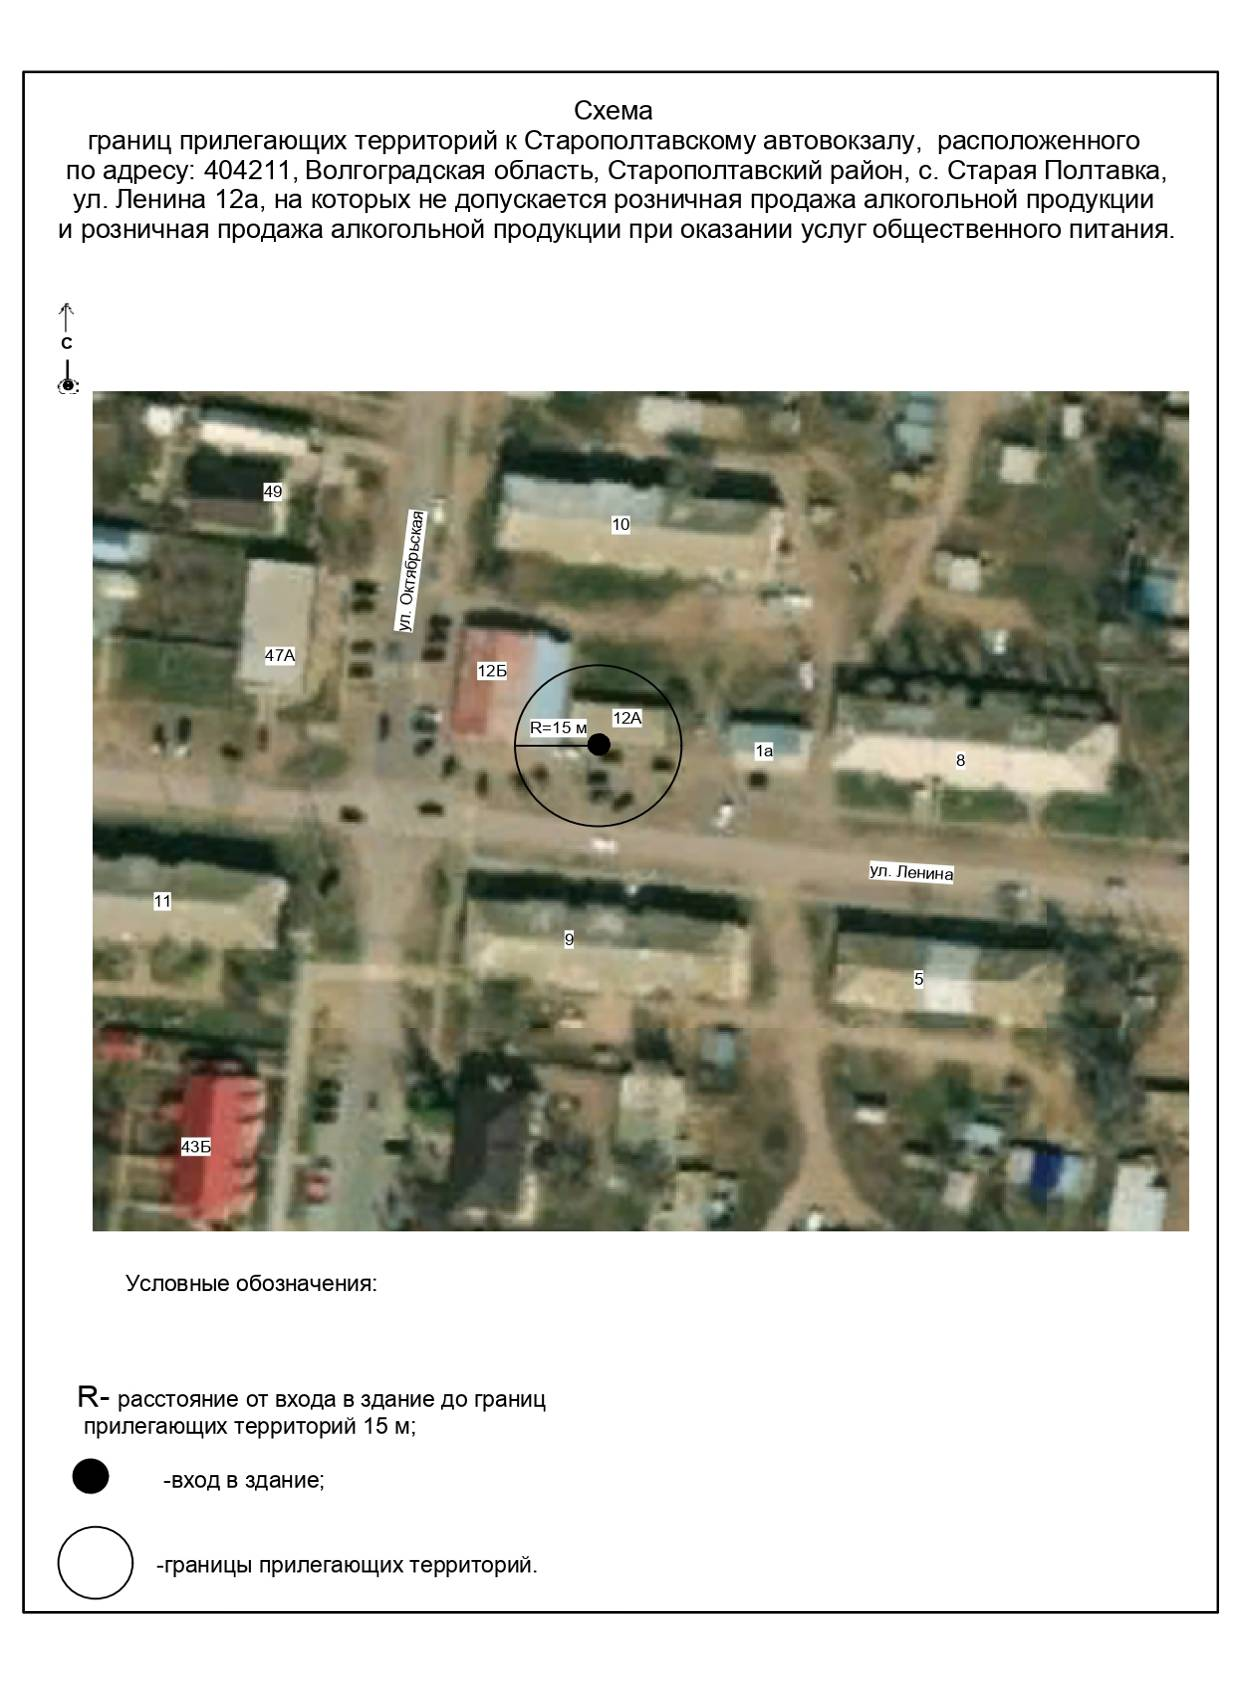 Схема
границ прилегающих территорий к Старополтавскому автовокзалу, расположенного
по адресу: 404211, Волгоградская область, Старополтавский район, с. Старая Полтавка,
ул. Ленина 12а, на которых не допускается розничная продажа алкогольной продукции
и розничная продажа алкогольной продукции при оказании услуг общественного питания.
С
49
10
ул. Октябрьская
47А
12Б
12А
R=15 м
1а
8
ул. Ленина
11
9
5
43Б
Условные обозначения:
R- расстояние от входа в здание до границ
прилегающих территорий 15 м;
-вход в здание;
-границы прилегающих территорий.